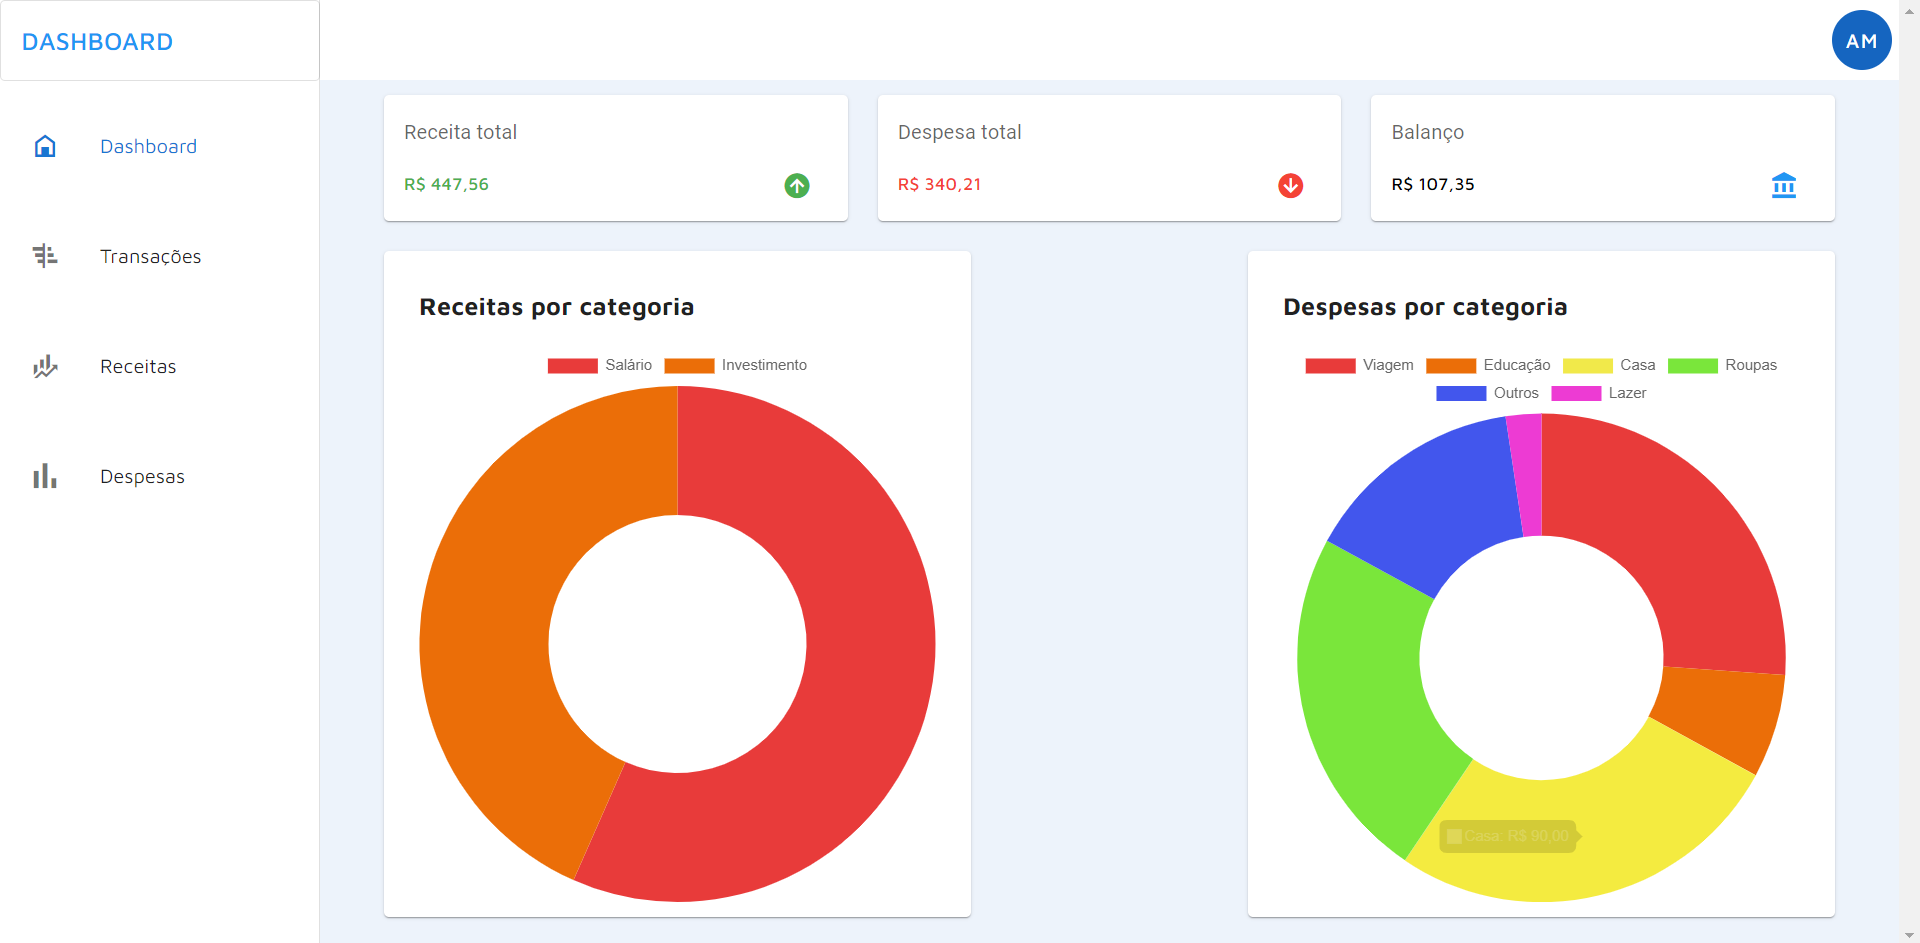 DASHBOARD
AM
Dashboard
Transações
Receitas
Despesas
Receita total
R$ 447,56
Despesa total
R$ 340,21
Balanço
R$ 107,35
Receitas por categoria
Salário Investimento
Despesas por categoria
Viagem Educação Casa Roupas
Outros Lazer
Casa: R$ 90,00